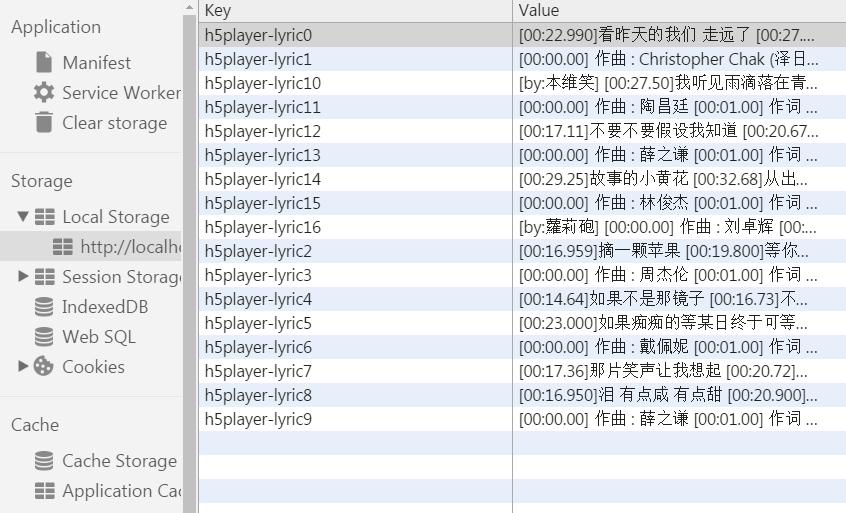 Application
Manifest
Service Worker
Clear storage
Storage
Local Storage
http://localho
Session Storag
IndexedDB
Web SQL
Cookies
Cache
Cache Storage
Application Cac
Key Value
h5player-lyric0 [00:22.990]看昨天的我们 走远了 [00:27....
h5player-lyric1 [00:00.00] 作曲 : Christopher Chak (泽日...
h5player-lyric10 [by:本维笑] [00:27.50]我听见雨滴落在青...
h5player-lyric11 [00:00.00] 作曲 : 陶昌廷 [00:01.00] 作词 ...
h5player-lyric12 [00:17.11]不要不要假设我知道 [00:20.67...
h5player-lyric13 [00:00.00] 作曲 : 薛之谦 [00:01.00] 作词 ...
h5player-lyric14 [00:29.25]故事的小黄花 [00:32.68]从出...
h5player-lyric15 [00:00.00] 作曲 : 林俊杰 [00:01.00] 作词 ...
h5player-lyric16 [by:蘿莉砲] [00:00.00] 作曲 : 刘卓辉 [00:...
h5player-lyric2 [00:16.959]摘一颗苹果 [00:19.800]等你...
h5player-lyric3 [00:00.00] 作曲 : 周杰伦 [00:01.00] 作词 ...
h5player-lyric4 [00:14.64]如果不是那镜子 [00:16.73]不...
h5player-lyric5 [00:23.000]如果痴痴的等某日终于可等...
h5player-lyric6 [00:00.00] 作曲 : 戴佩妮 [00:01.00] 作词 ...
h5player-lyric7 [00:17.36]那片笑声让我想起 [00:20.72]...
h5player-lyric8 [00:16.950]泪 有点咸 有点甜 [00:20.900]...
h5player-lyric9 [00:00.00] 作曲 : 薛之谦 [00:01.00] 作词 ...